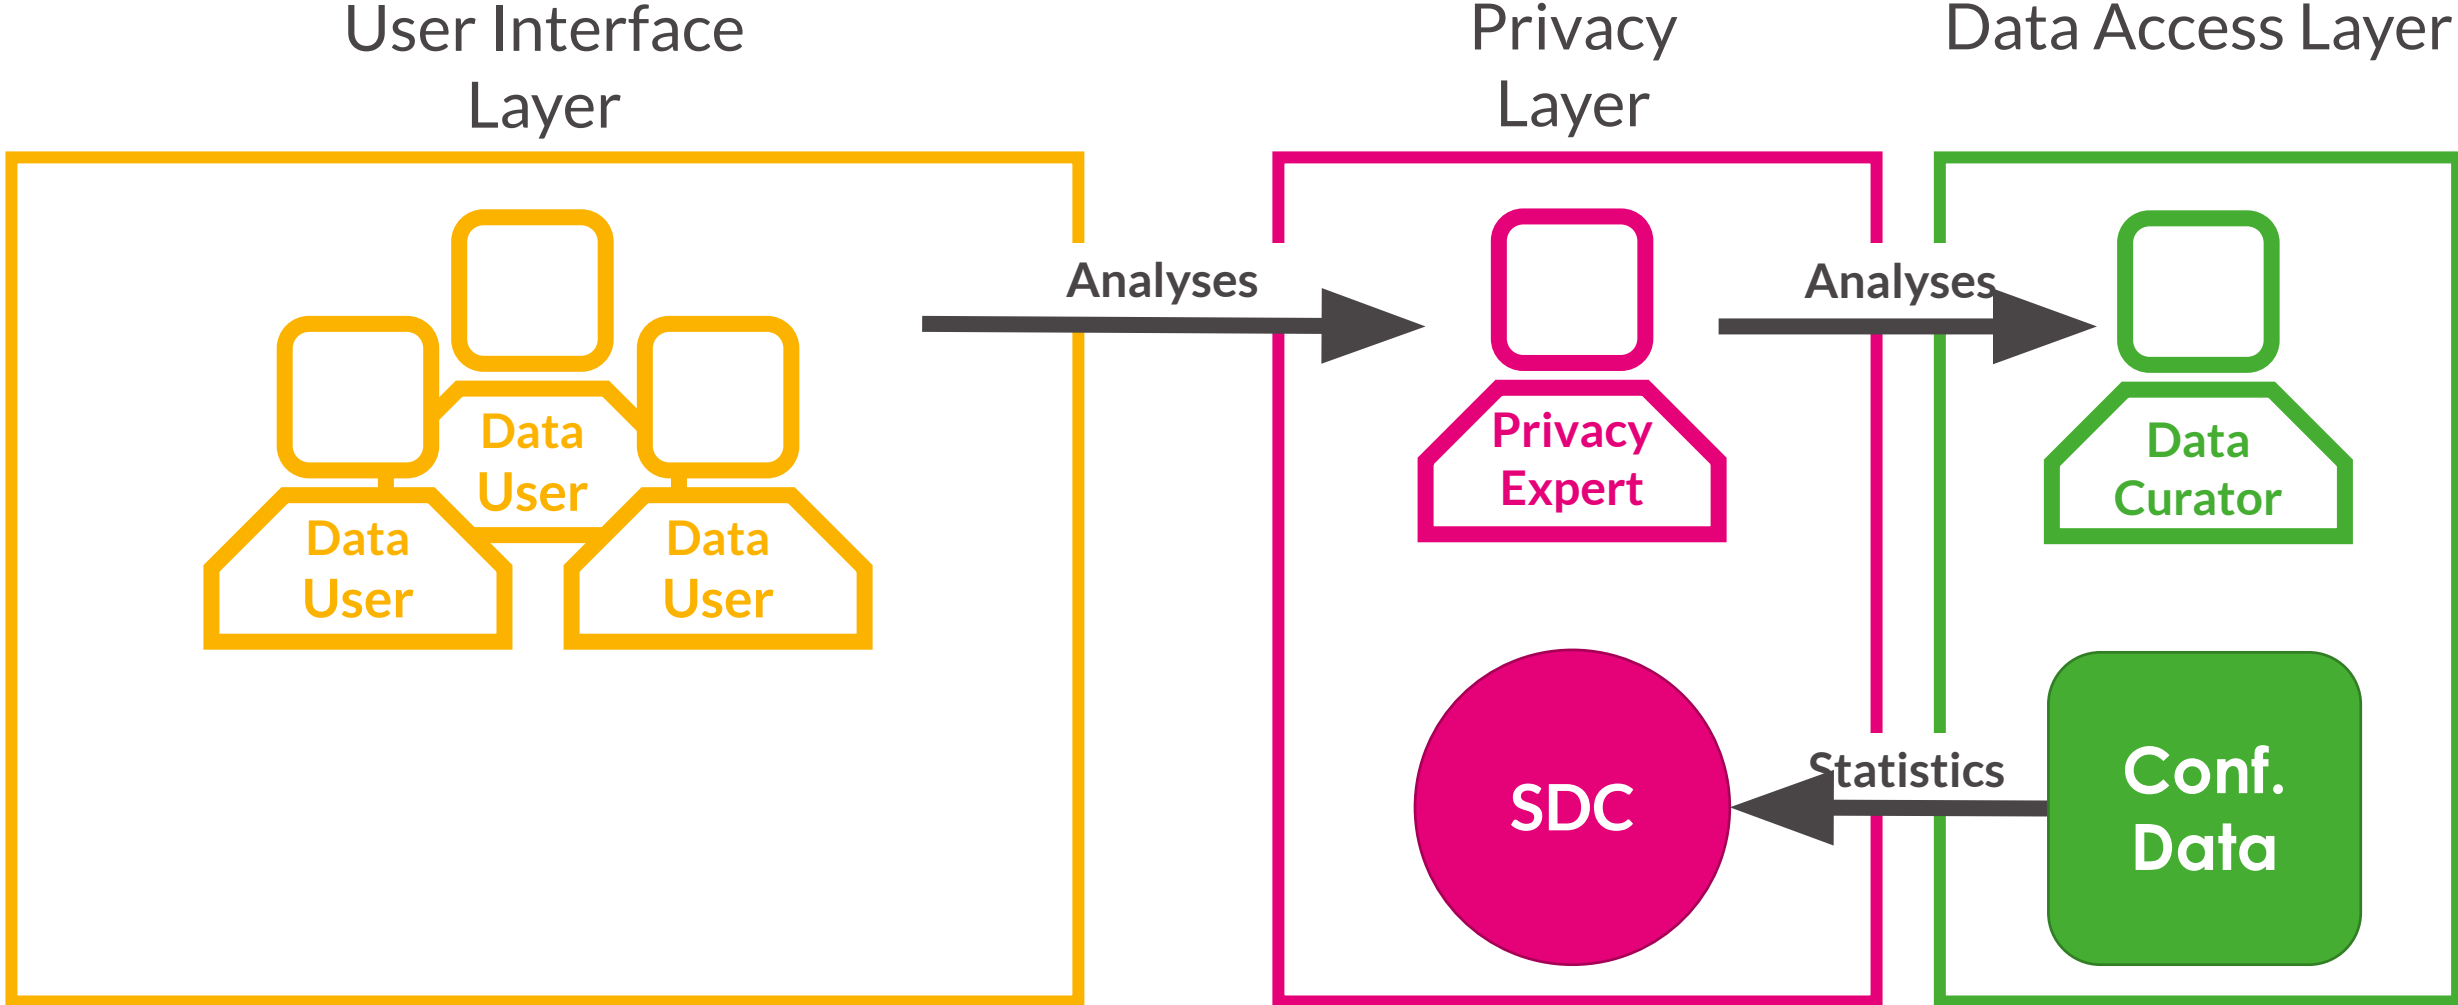 User Interface
Layer
Privacy
Layer
Data Access Layer
Analyses
Analyses
Data
User
Data
User
Data
User
Privacy
Expert
Data
Curator
SDC
Statistics
Conf.
Data